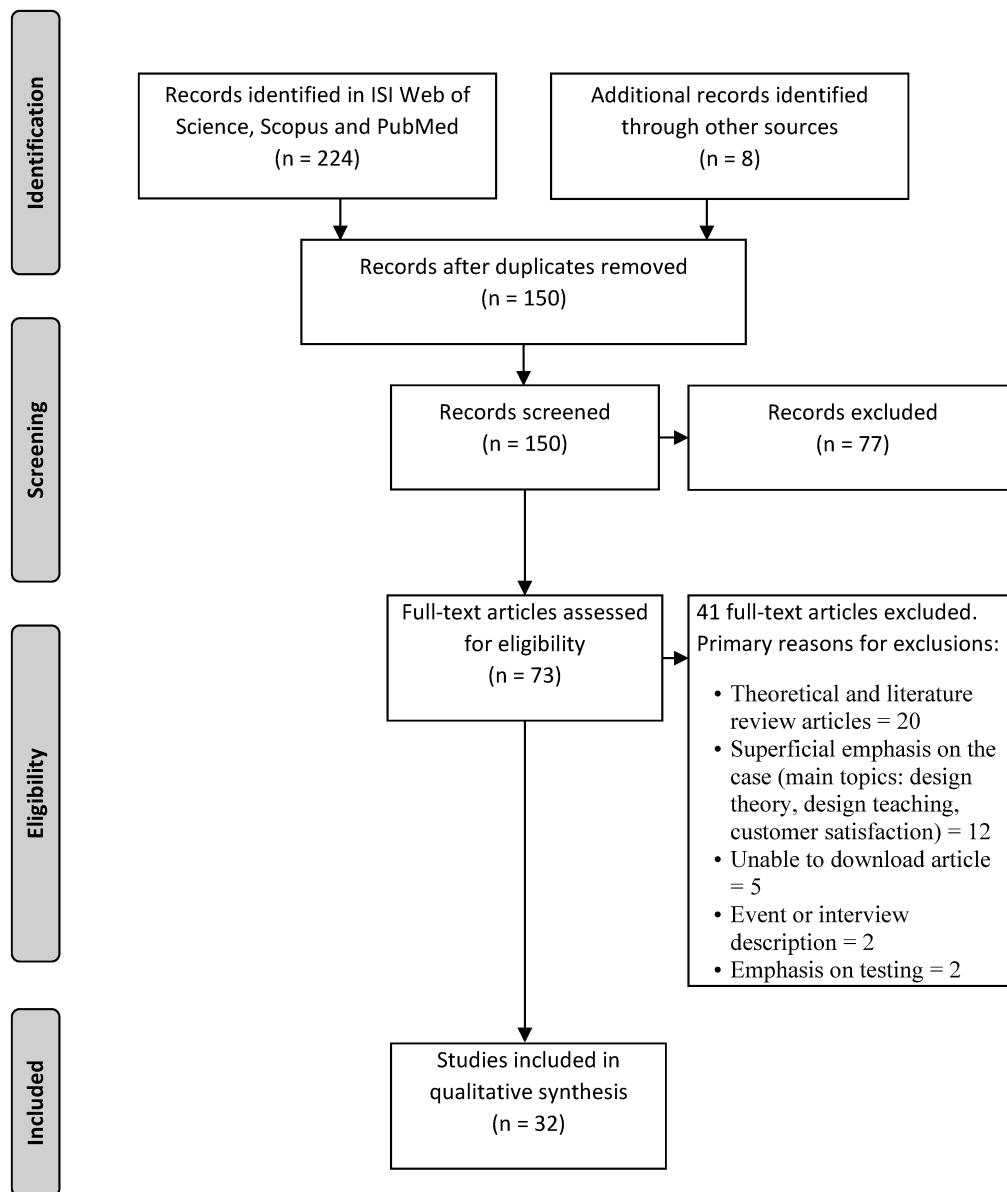 Identification
Records identified in ISI Web of
Science, Scopus and PubMed
(n = 224)
Additional records identified
through other sources
(n = 8)
Records after duplicates removed
(n = 150)
Screening
Records screened
(n = 150)
Records excluded
(n = 77)
Eligibility
Full-text articles assessed
for eligibility
(n = 73)
41 full-text articles excluded.
Primary reasons for exclusions:
• Theoretical and literature
review articles = 20
• Superficial emphasis on the
case (main topics: design
theory, design teaching,
customer satisfaction) = 12
• Unable to download article
= 5
• Event or interview
description = 2
• Emphasis on testing = 2
Included
Studies included in
qualitative synthesis
(n = 32)